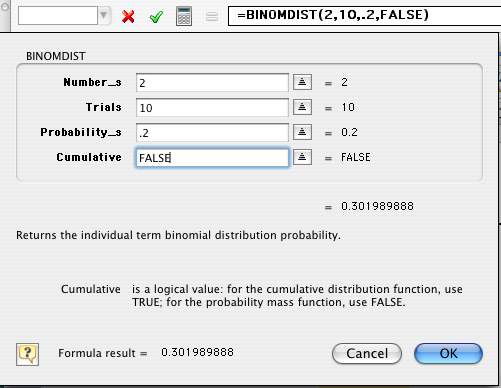 =BINOMDIST(2,10,.2,FALSE)
BINOMDIST
Number_s 2 = 2
Trials 10 = 10
Probability_s .2 = 0.2
Cumulative FALSE = FALSE
= 0.301989888
Returns the individual term binomial distribution probability.
Cumulative is a logical value: for the cumulative distribution function, use
TRUE; for the probability mass function, use FALSE.
? Formula result = 0.301989888 Cancel OK